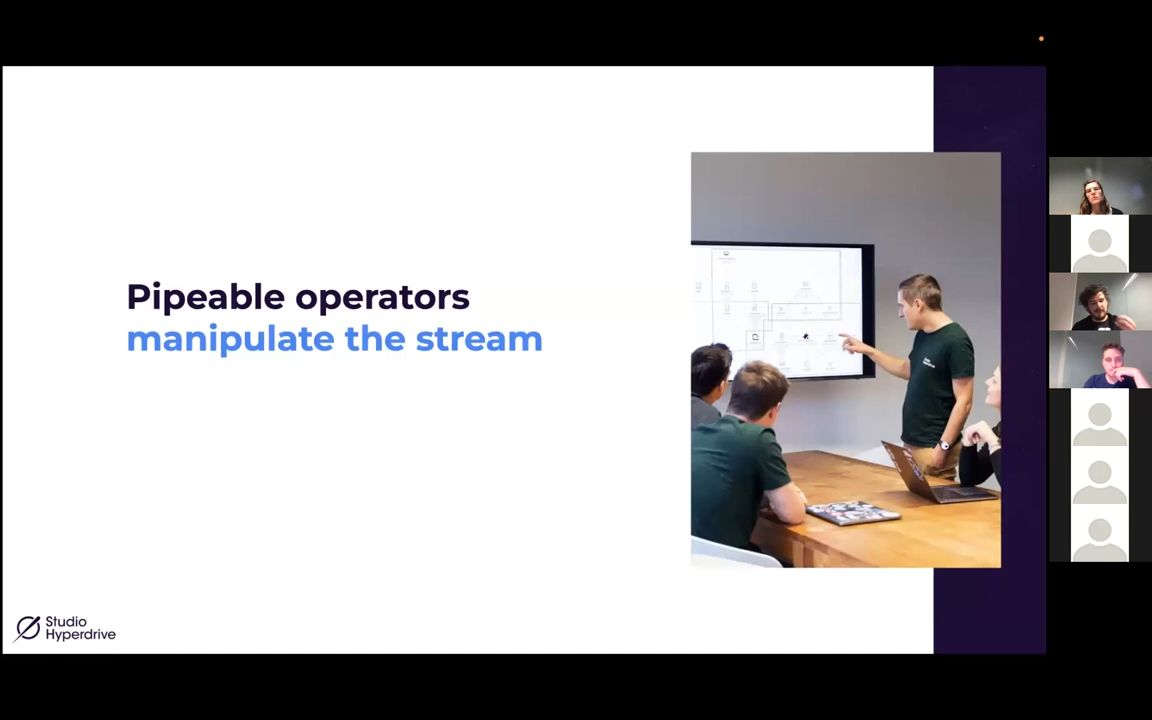 Pipeable operators
manipulate the stream
Studio
Hyperdrive